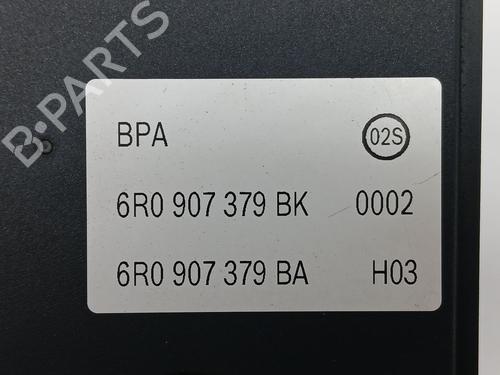 B-PARTS
BPA 02S
6R0 907 379 BK 0002
6R0 907 379 BA H03